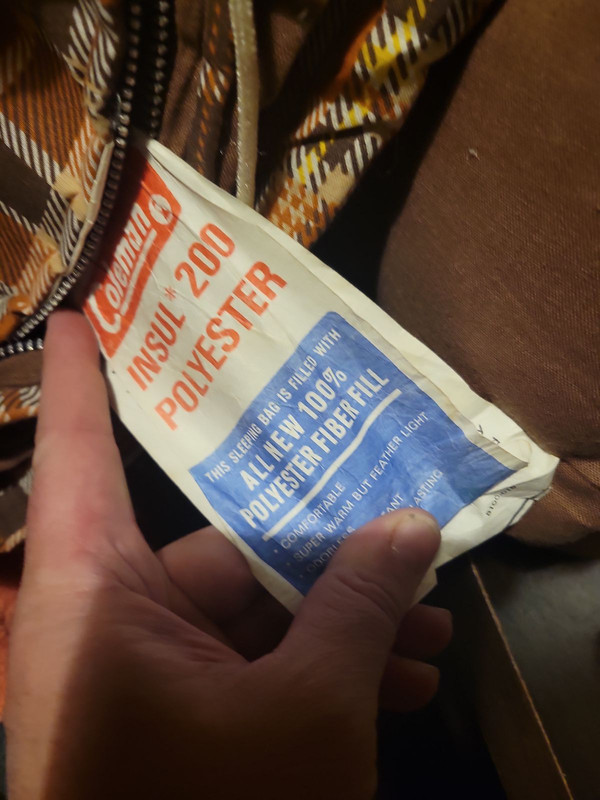 Coleman
INSUL * 200
POLYESTER
THIS SLEEPING BAG IS FILLED WITH
ALL NEW 100%
POLYESTER FIBER FILL
• COMFORTABLE
• SUPER WARM BUT FEATHER LIGHT
• ODORLESS